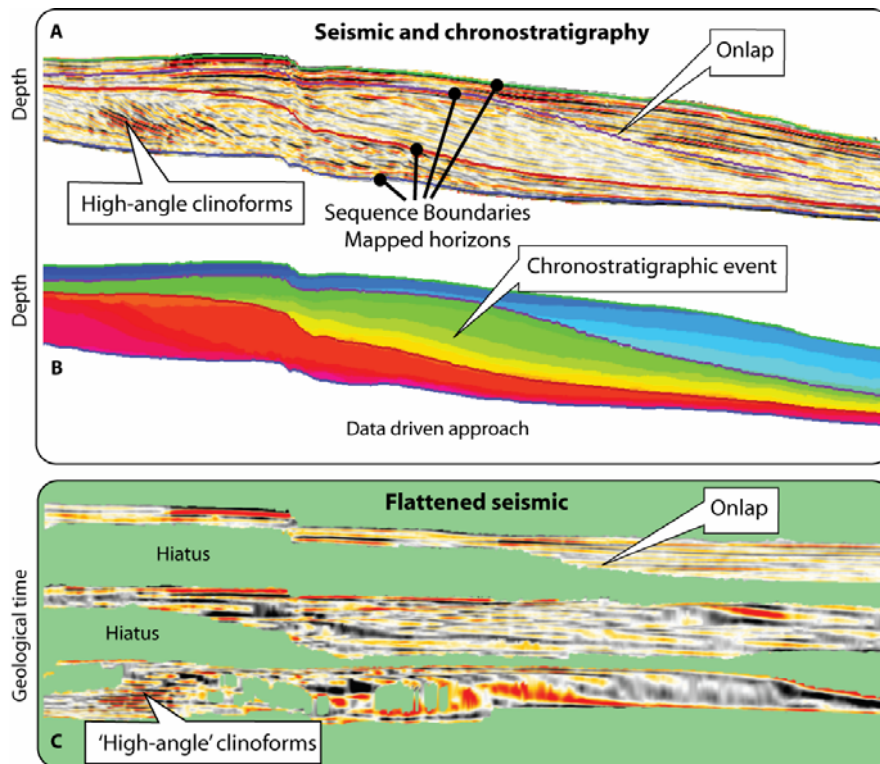 A
Seismic and chronostratigraphy
Onlap
Depth
High-angle clinoforms
Sequence Boundaries
Mapped horizons
Depth
Chronostratigraphic event
B
Data driven approach
Flattened seismic
Onlap
Hiatus
Geological time
Hiatus
'High-angle' clinoforms
C